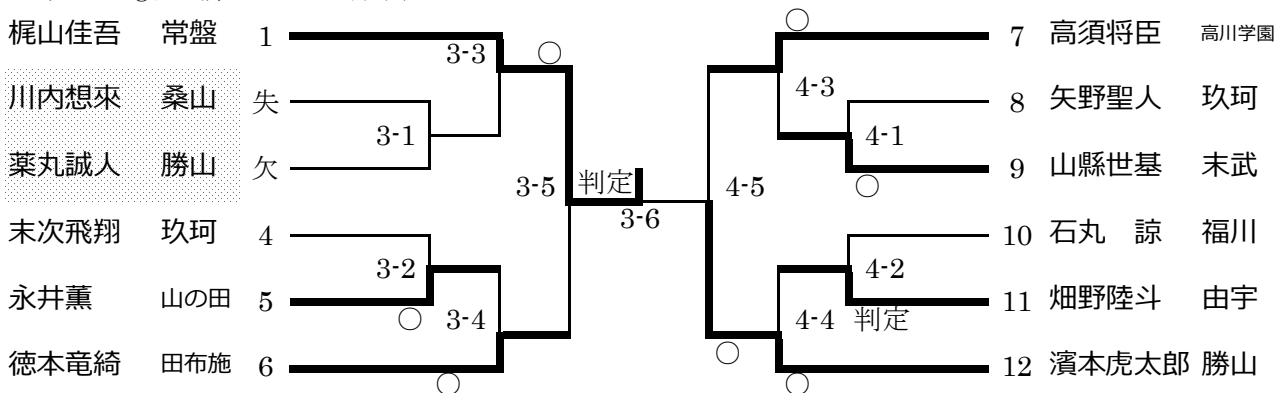 梶山佳吾 常盤 1 3-3 ○ ○ 7 高須将臣 高川学園
川内想來 桑山 失 4-3 8 矢野聖人 玖珂
3-1 4-1
薬丸誠人 勝山 欠 3-5 判定 4-5 ○ 9 山縣世基 末武
3-6
末次飛翔 玖珂 4 10 石丸 諒 福川
3-2 4-2
永井薫 山の田 5 ○ 3-4 4-4 判定 11 畑野陸斗 由宇
徳本竜綺 田布施 6 ○ ○ ○ 12 濱本虎太郎 勝山